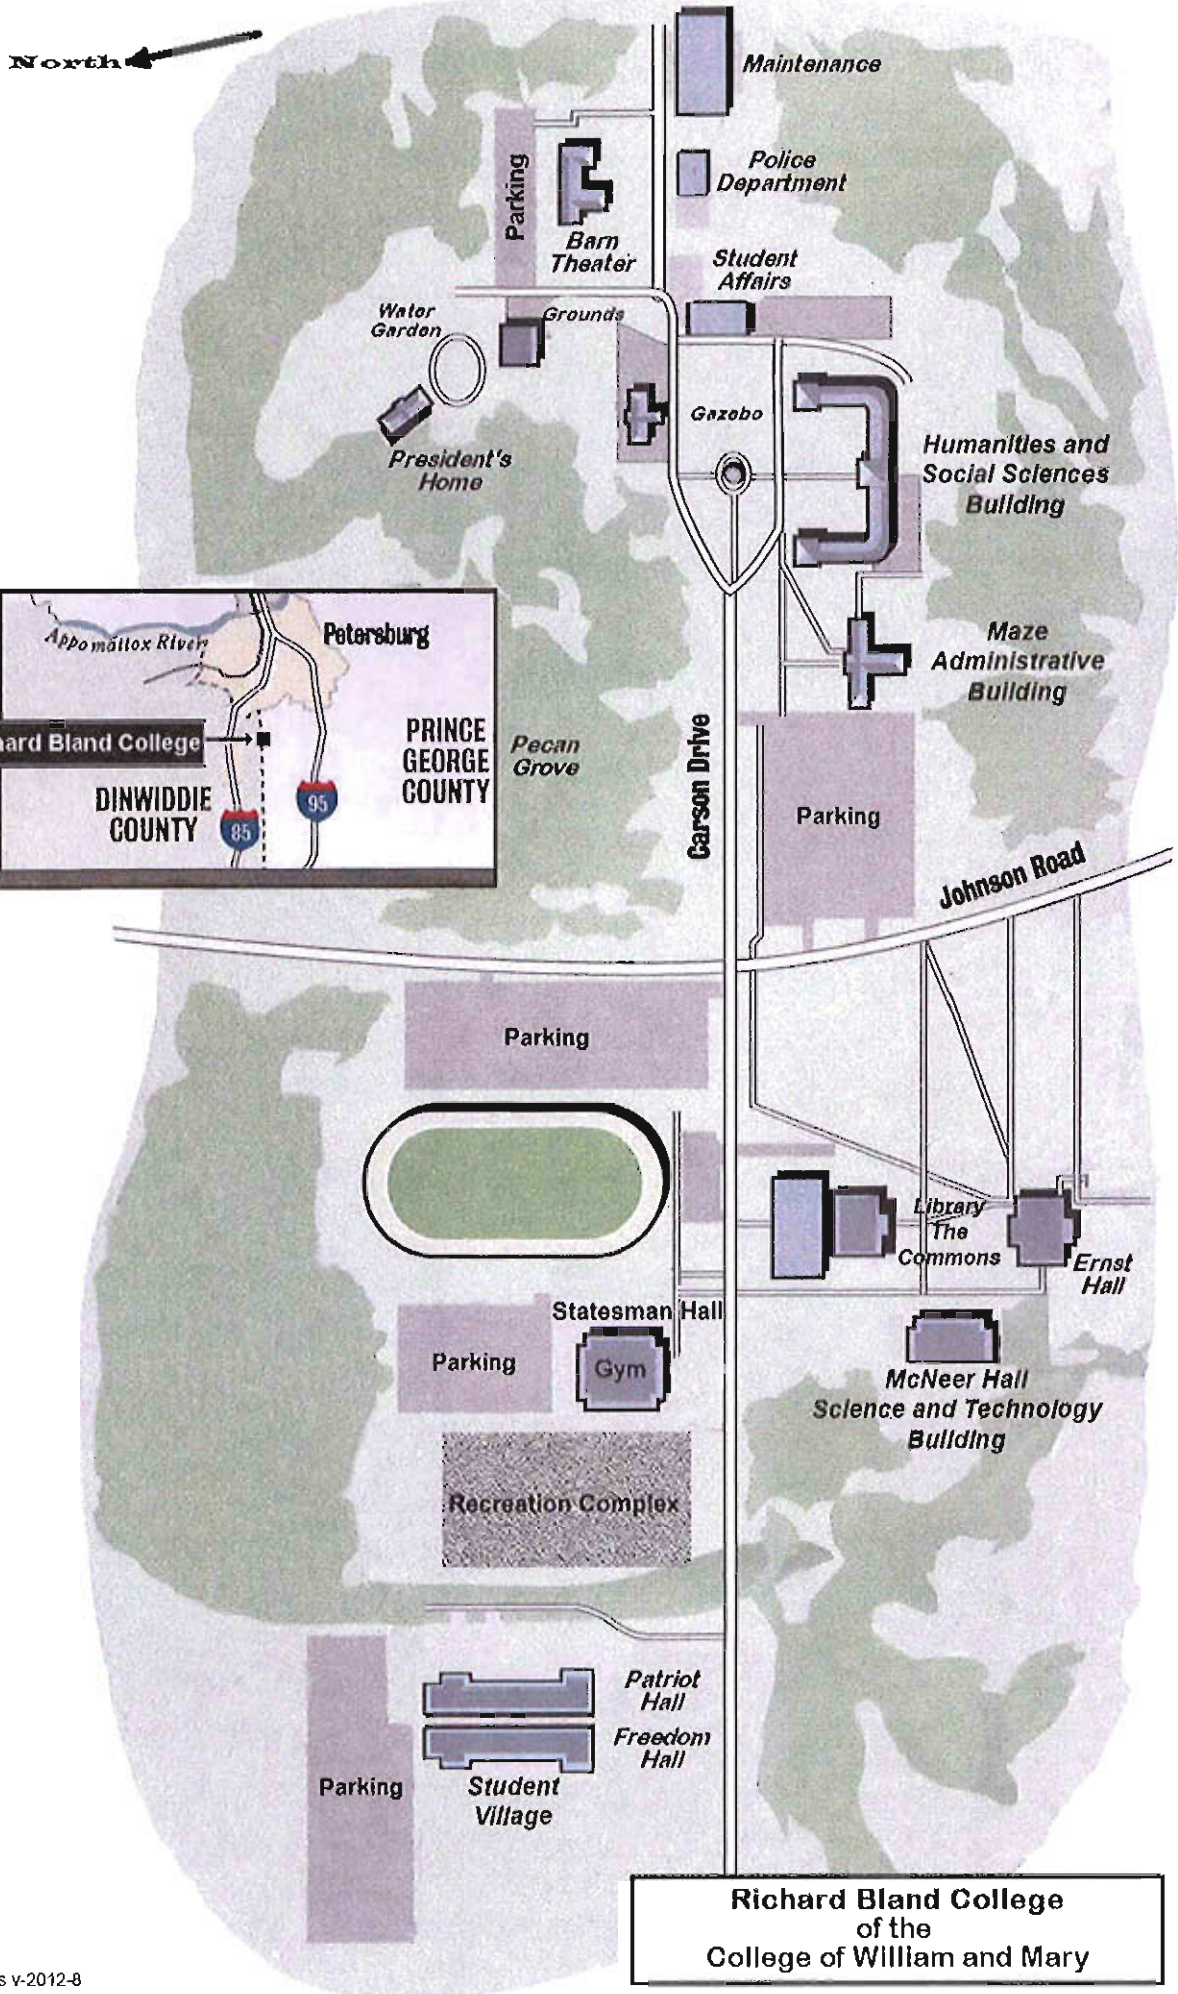 North
Maintenance
Police
Department
Parking
Barn
Theater
Student
Affairs
Water
Garden
Grounds
Gazebo
President's
Home
Humanities and
Social Sciences
Building
Appomattox River
Petersburg
hard Bland College
PRINCE
GEORGE
COUNTY
DINWIDDIE
COUNTY
85
95
Pecan
Grove
Maze
Administrative
Building
Carson Drive
Parking
Johnson Road
Parking
Library
The
Commons
Ernst
Hall
Statesman Hall
Parking
Gym
McNeer Hall
Science and Technology
Building
Recreation Complex
Patriot
Hall
Freedom
Hall
Parking
Student
Village
Richard Bland College
of the
College of William and Mary
s v-2012-8